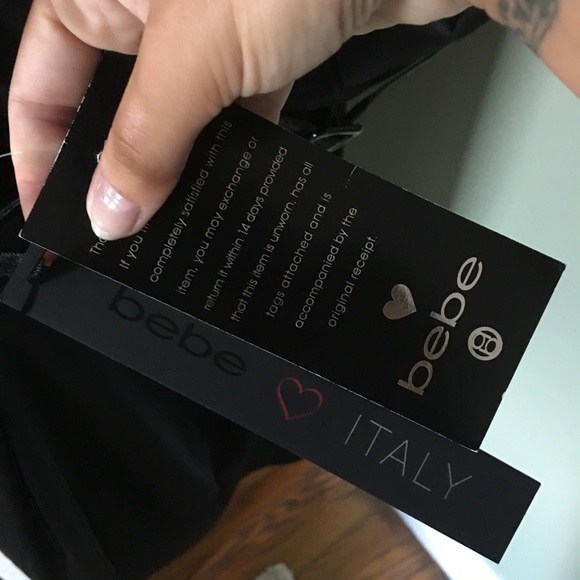 Tha
If you
completely satisfied with this
item, you may exchange or
return it within 14 days provided
that this item is unworn, has all
tags attached and is
accompanied by the
original receipt.
bebe
bebe ITALY